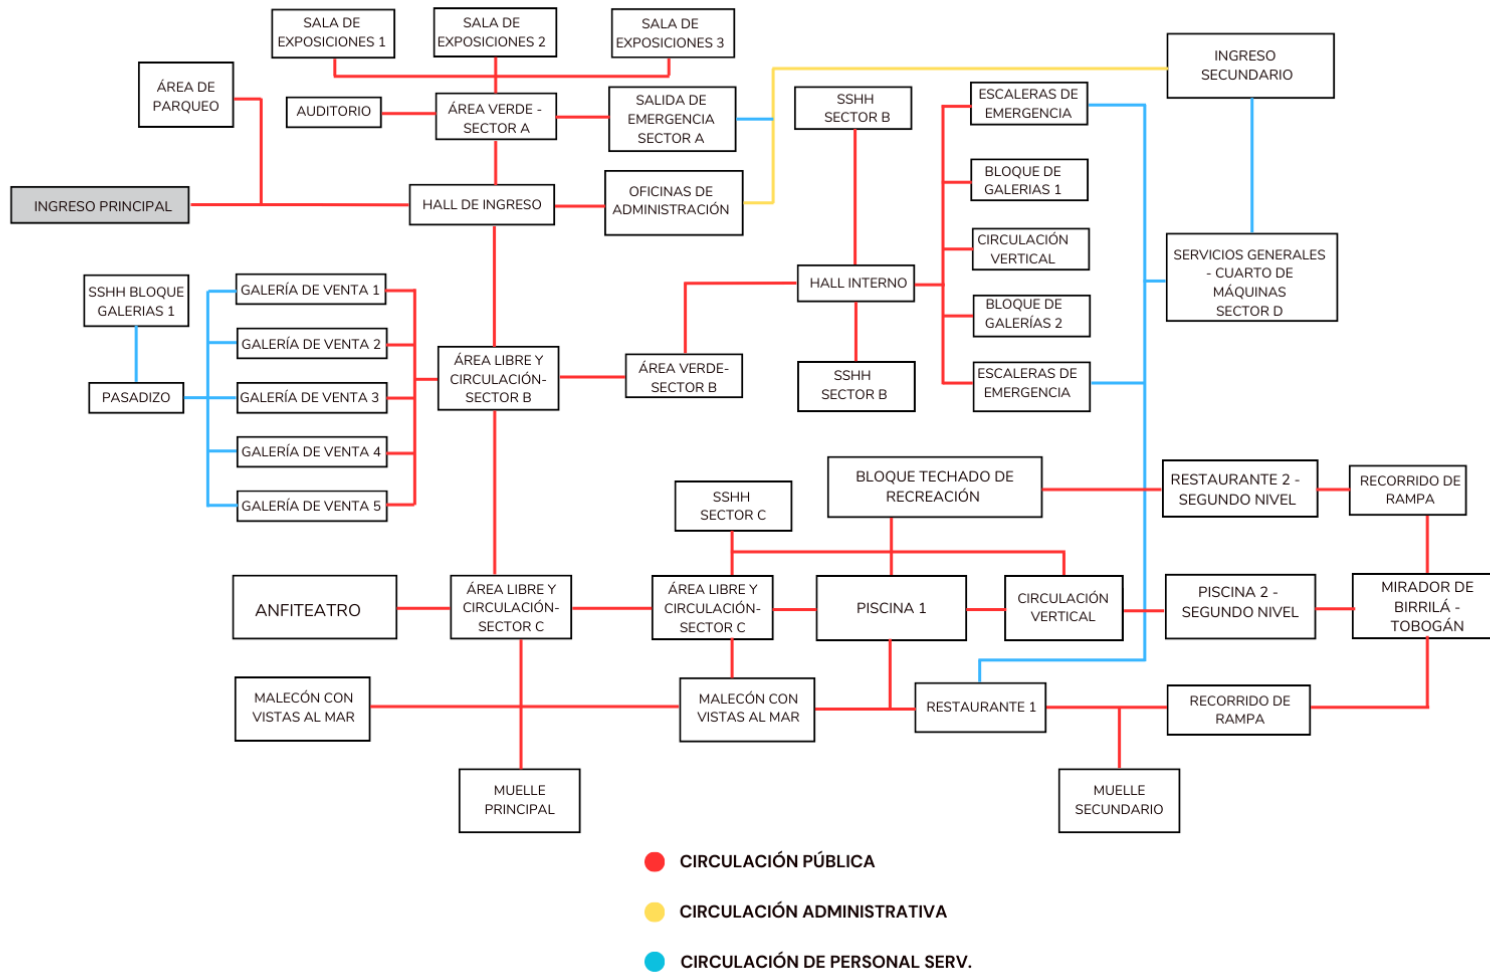 SALA DE
EXPOSICIONES 1
SALA DE
EXPOSICIONES 2
SALA DE
EXPOSICIONES 3
INGRESO
SECUNDARIO
ÁREA DE
PARQUEO
AUDITORIO
ÁREA VERDE -
SECTOR A
SALIDA DE
EMERGENCIA
SECTOR A
SSHH
SECTOR B
ESCALERAS DE
EMERGENCIA
BLOQUE DE
GALERIAS 1
INGRESO PRINCIPAL
HALL DE INGRESO
OFICINAS DE
ADMINISTRACIÓN
CIRCULACIÓN
VERTICAL
SERVICIOS GENERALES
- CUARTO DE
MÁQUINAS
SECTOR D
SSHH BLOQUE
GALERIAS 1
GALERÍA DE VENTA 1
HALL INTERNO
BLOQUE DE
GALERÍAS 2
GALERÍA DE VENTA 2
ÁREA LIBRE Y
CIRCULACIÓN-
SECTOR B
ÁREA VERDE-
SECTOR B
SSHH
SECTOR B
ESCALERAS DE
EMERGENCIA
PASADIZO
GALERÍA DE VENTA 3
GALERÍA DE VENTA 4
GALERÍA DE VENTA 5
SSHH
SECTOR C
BLOQUE TECHADO DE
RECREACIÓN
RESTAURANTE 2 -
SEGUNDO NIVEL
RECORRIDO DE
RAMPA
ANFITEATRO
ÁREA LIBRE Y
CIRCULACIÓN-
SECTOR C
ÁREA LIBRE Y
CIRCULACIÓN-
SECTOR C
PISCINA 1
CIRCULACIÓN
VERTICAL
PISCINA 2 -
SEGUNDO NIVEL
MIRADOR DE
BIRRILÁ -
TOBOGÁN
MALECÓN CON
VISTAS AL MAR
MALECÓN CON
VISTAS AL MAR
RESTAURANTE 1
RECORRIDO DE
RAMPA
MUELLE
PRINCIPAL
MUELLE
SECUNDARIO
CIRCULACIÓN PÚBLICA
CIRCULACIÓN ADMINISTRATIVA
CIRCULACIÓN DE PERSONAL SERV.